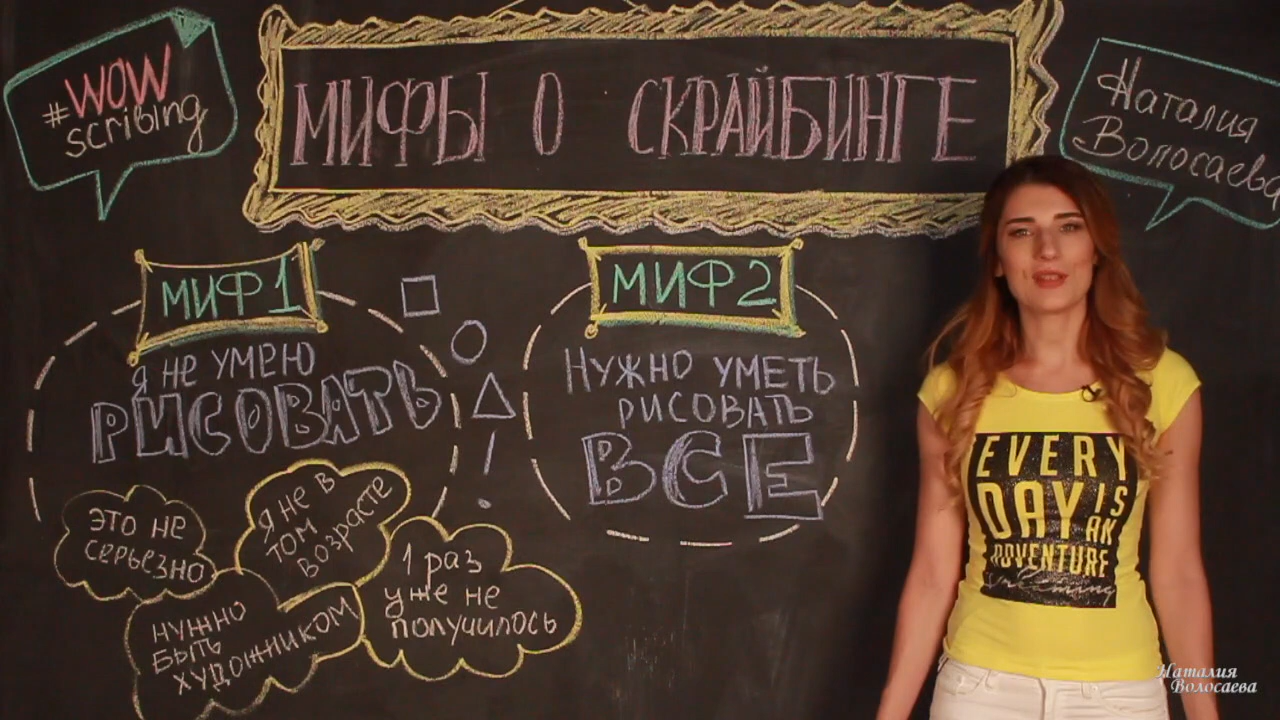 #WOW
scribing
МИФЫ О СКРАЙБИНГЕ
Наталия
Волосаева
МИФ 1
Я НЕ УМЕЮ
РИСОВАТЬ
ЭТО НЕ
СЕРЬЕЗНО
Я НЕ В
ТОМ
ВОЗРАСТЕ
НУЖНО
БЫТЬ
ХУДОЖНИКОМ
1 раз
уже не
получилось
МИФ 2
НУЖНО УМЕТЬ
РИСОВАТЬ
ВСЕ
EVERY
DAY IS
AN
ADVENTURE
Наталия
Волосаева